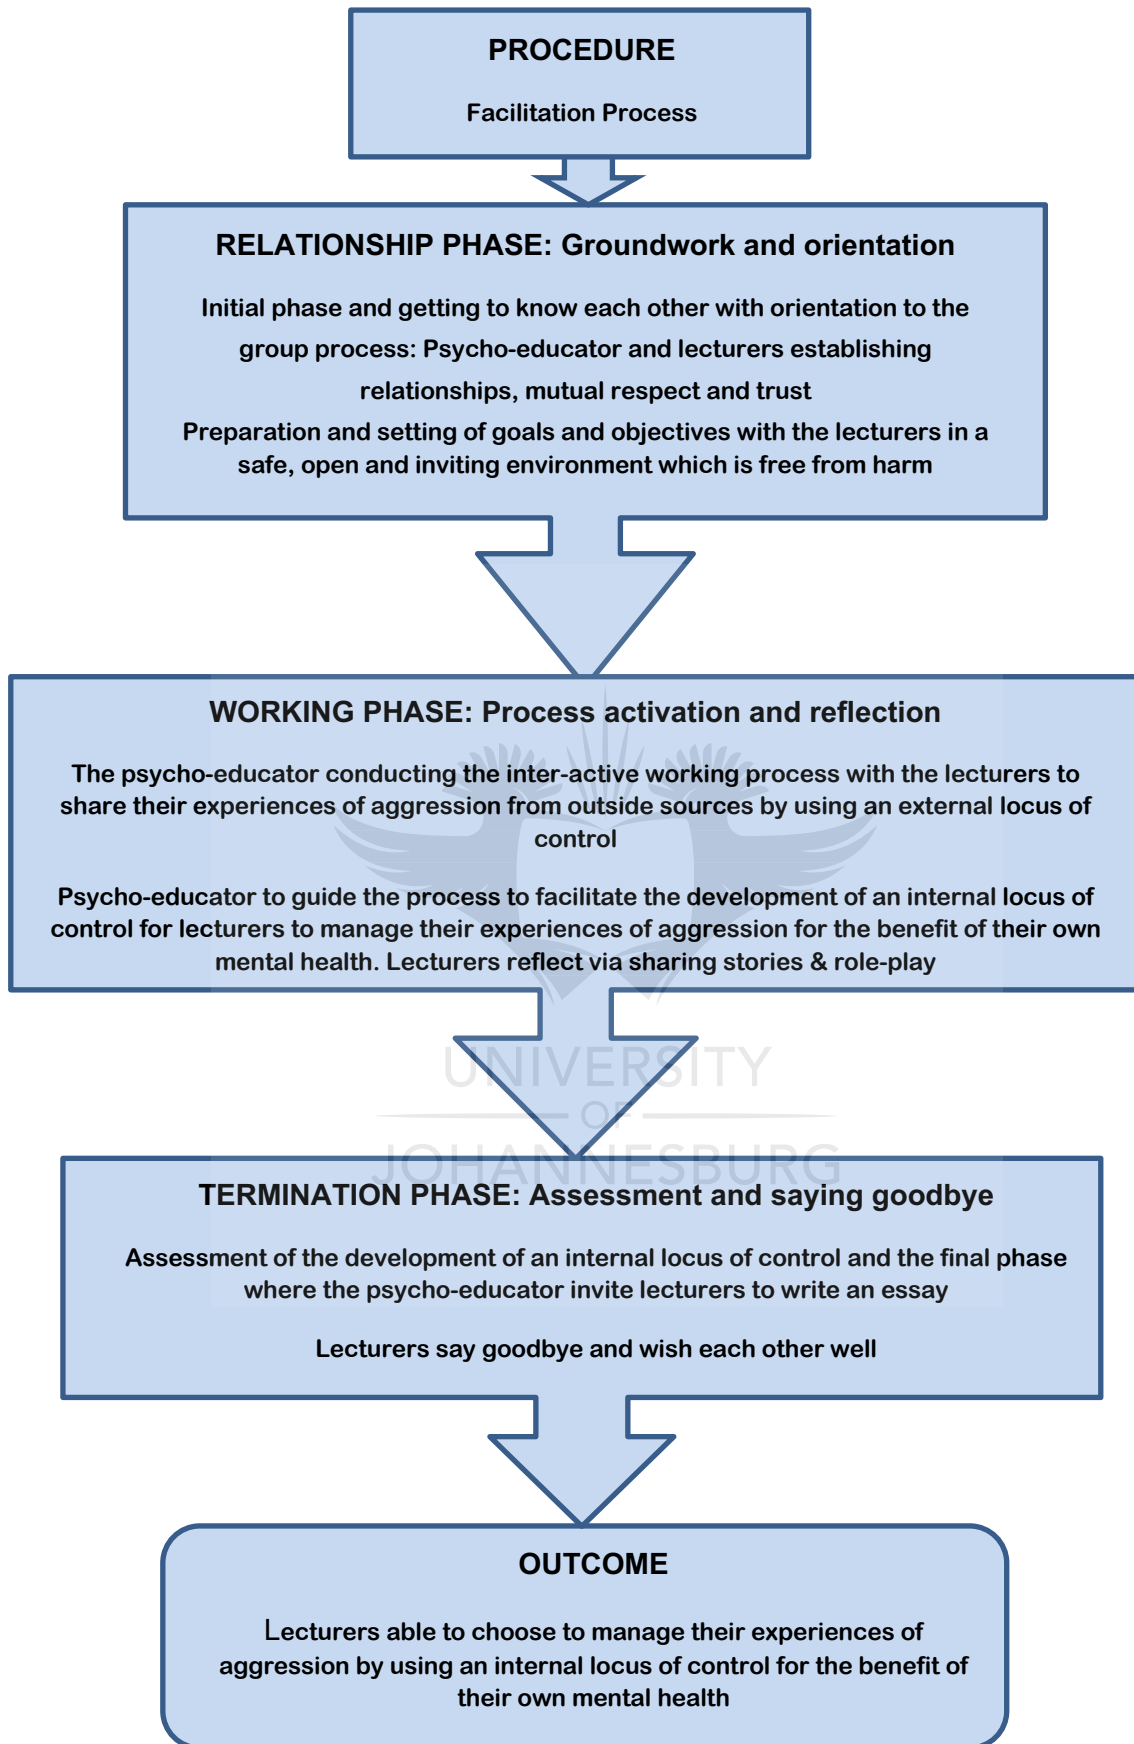 PROCEDURE
Facilitation Process
RELATIONSHIP PHASE: Groundwork and orientation
Initial phase and getting to know each other with orientation to the
group process: Psycho-educator and lecturers establishing
relationships, mutual respect and trust
Preparation and setting of goals and objectives with the lecturers in a
safe, open and inviting environment which is free from harm
WORKING PHASE: Process activation and reflection
The psycho-educator conducting the inter-active working process with the lecturers to
share their experiences of aggression from outside sources by using an external locus of
control
Psycho-educator to guide the process to facilitate the development of an internal locus of
control for lecturers to manage their experiences of aggression for the benefit of their own
mental health. Lecturers reflect via sharing stories & role-play
UNIVERSITY
OF
JOHANNESBURG
TERMINATION PHASE: Assessment and saying goodbye
Assessment of the development of an internal locus of control and the final phase
where the psycho-educator invite lecturers to write an essay
Lecturers say goodbye and wish each other well
OUTCOME
Lecturers able to choose to manage their experiences of
aggression by using an internal locus of control for the benefit of
their own mental health